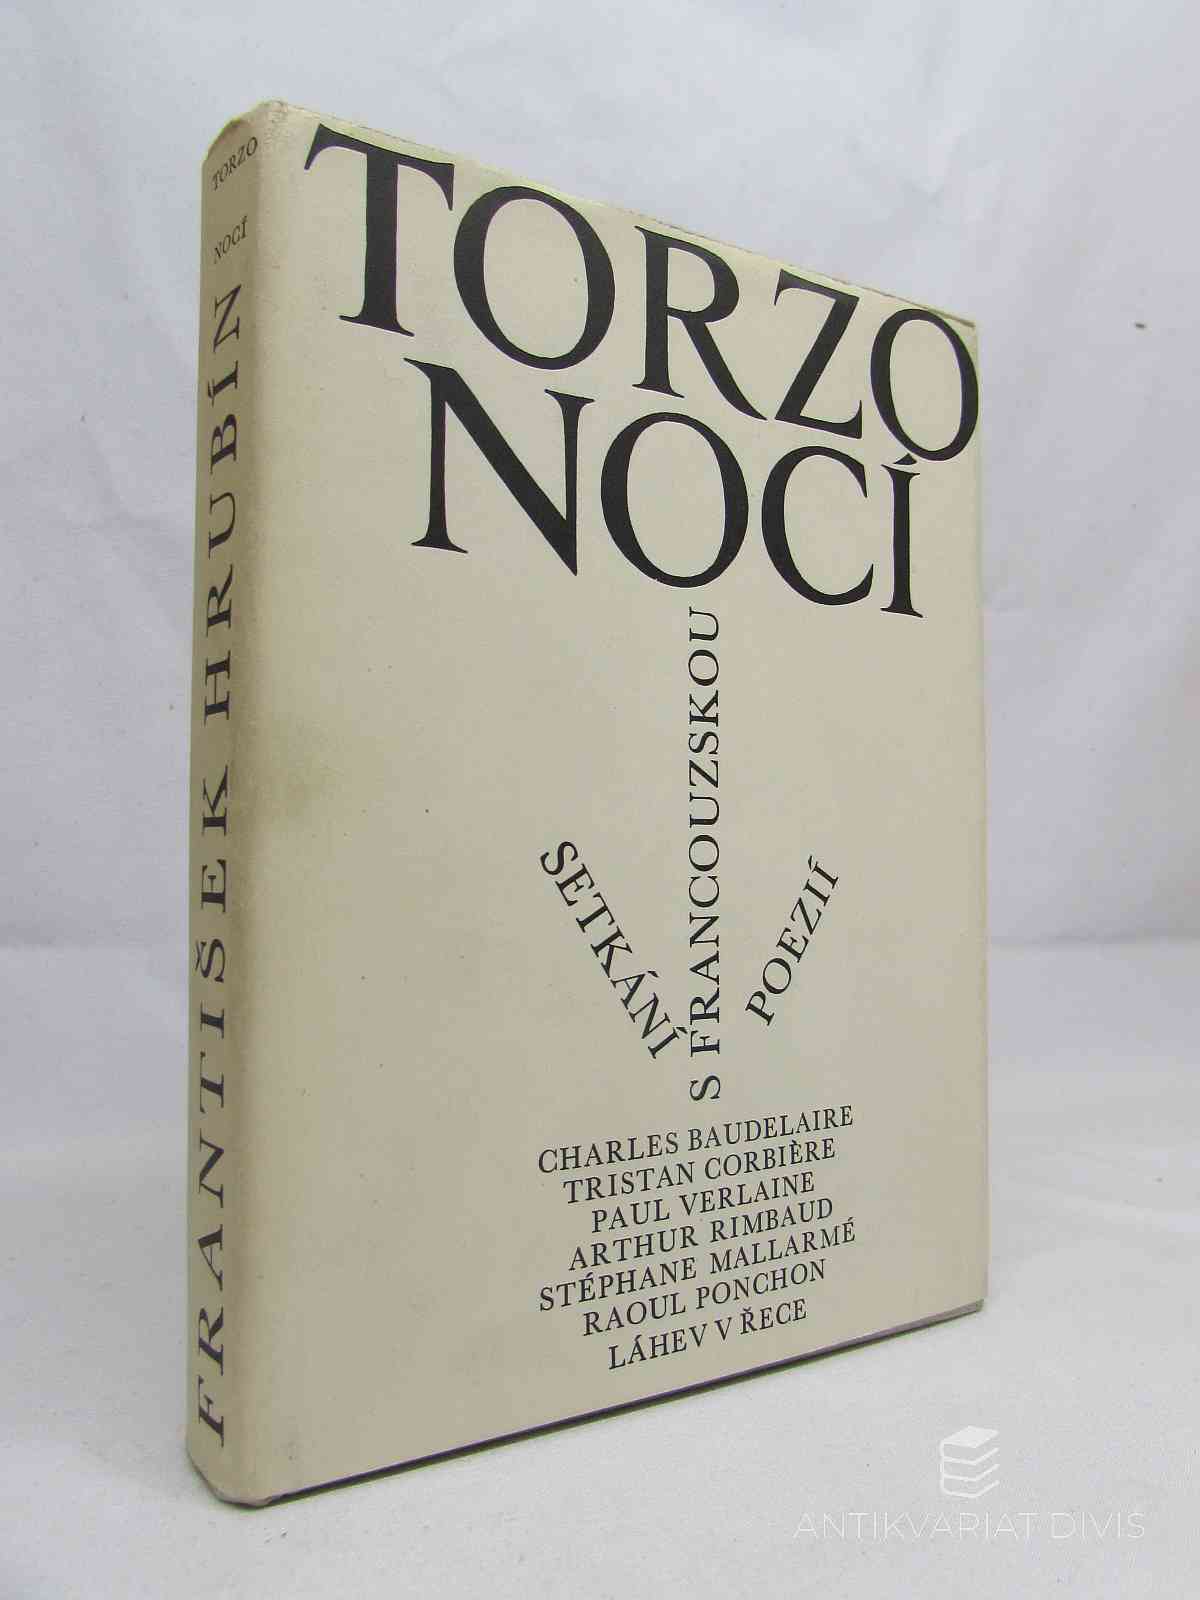 TORZO
NOCÍ
FRANTIŠEK HRUBÍN
TORZO
NOCÍ
SETKÁNÍ
S FRANCOUZSKOU
POEZIÍ
CHARLES BAUDELAIRE
TRISTAN CORBIÈRE
PAUL VERLAINE
ARTHUR RIMBAUD
STÉPHANE MALLARMÉ
RAOUL PONCHON
LÁHEV V ŘECE
ANTIKVARIAT DIVIŠ